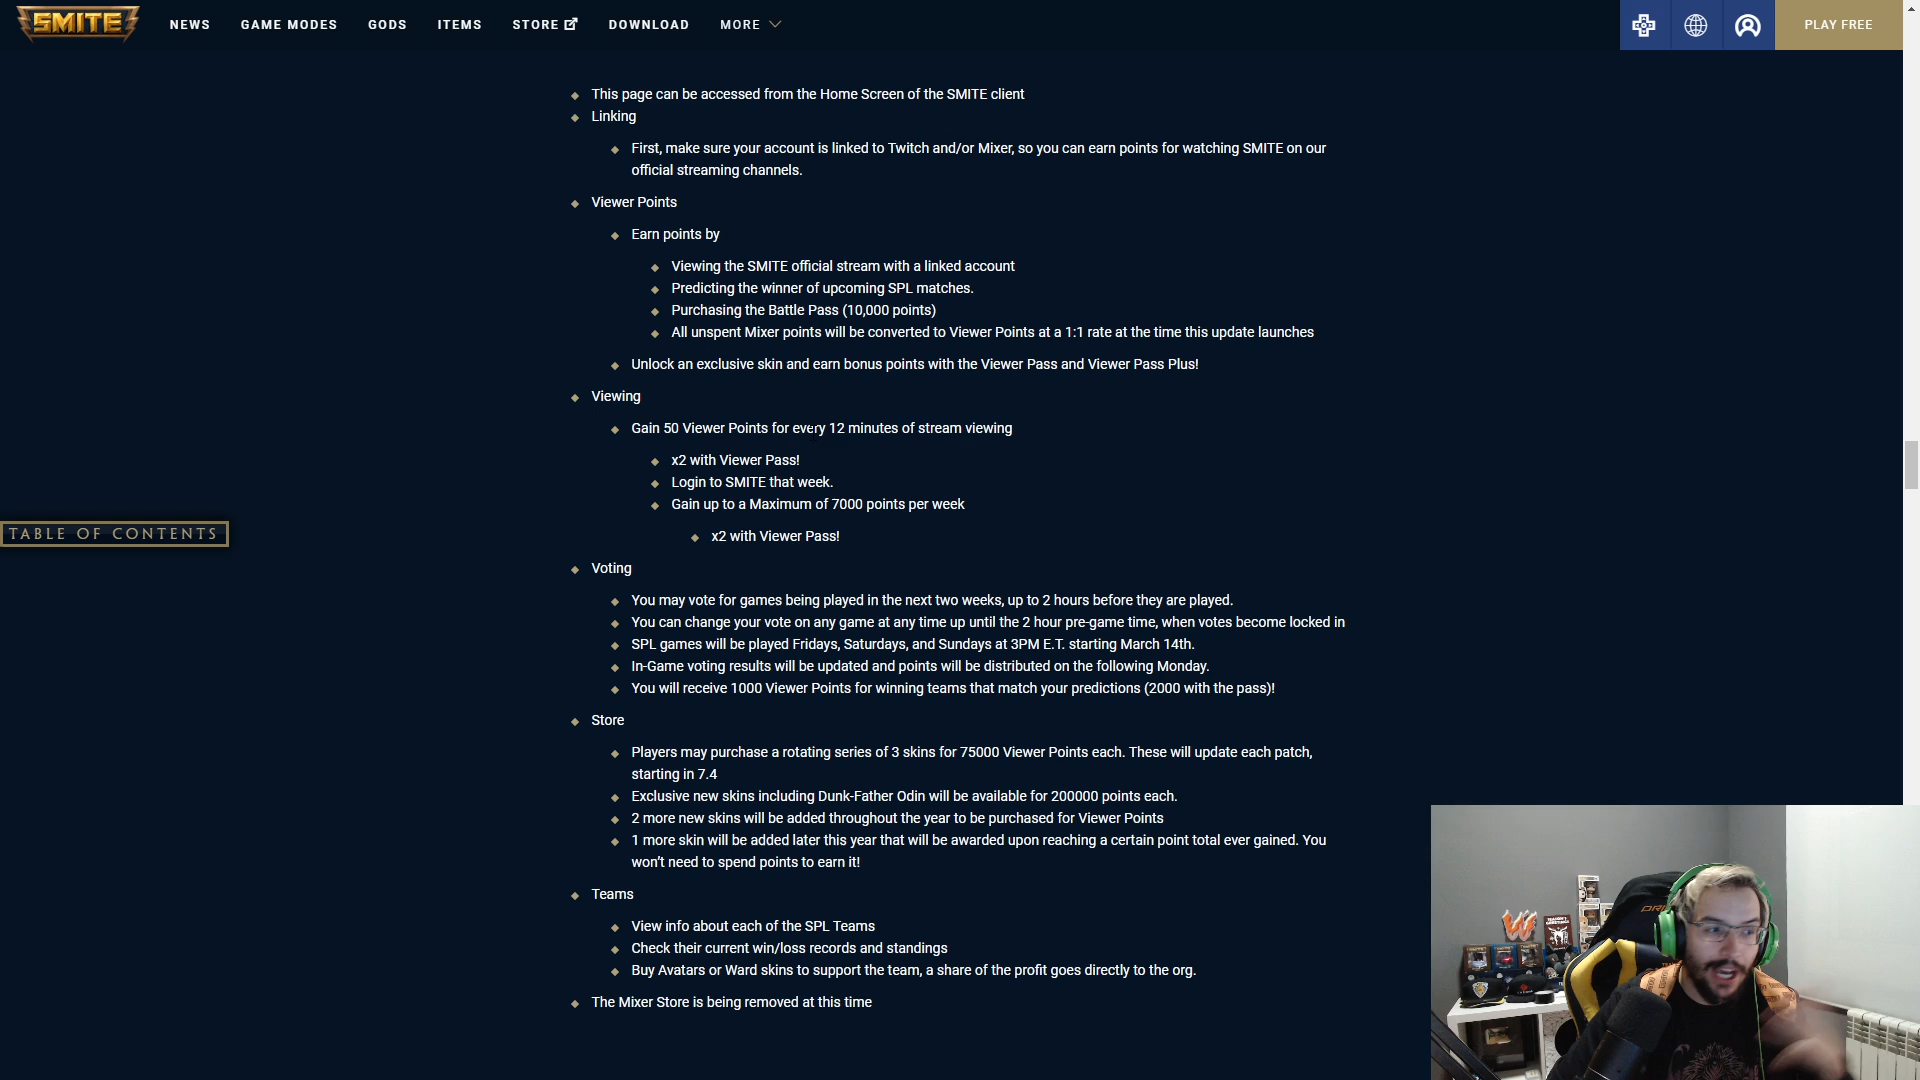 SMITE
NEWS
GAME MODES
GODS
ITEMS
STORE
DOWNLOAD
MORE
PLAY FREE
This page can be accessed from the Home Screen of the SMITE client
Linking
First, make sure your account is linked to Twitch and/or Mixer, so you can earn points for watching SMITE on our
official streaming channels.
Viewer Points
Earn points by
Viewing the SMITE official stream with a linked account
Predicting the winner of upcoming SPL matches.
Purchasing the Battle Pass (10,000 points)
All unspent Mixer points will be converted to Viewer Points at a 1:1 rate at the time this update launches
Unlock an exclusive skin and earn bonus points with the Viewer Pass and Viewer Pass Plus!
Viewing
Gain 50 Viewer Points for every 12 minutes of stream viewing
x2 with Viewer Pass!
Login to SMITE that week.
Gain up to a Maximum of 7000 points per week
x2 with Viewer Pass!
TABLE OF CONTENTS
Voting
You may vote for games being played in the next two weeks, up to 2 hours before they are played.
You can change your vote on any game at any time up until the 2 hour pre-game time, when votes become locked in
SPL games will be played Fridays, Saturdays, and Sundays at 3PM E.T. starting March 14th.
In-Game voting results will be updated and points will be distributed on the following Monday.
You will receive 1000 Viewer Points for winning teams that match your predictions (2000 with the pass)!
Store
Players may purchase a rotating series of 3 skins for 75000 Viewer Points each. These will update each patch,
starting in 7.4
Exclusive new skins including Dunk-Father Odin will be available for 200000 points each.
2 more new skins will be added throughout the year to be purchased for Viewer Points
1 more skin will be added later this year that will be awarded upon reaching a certain point total ever gained. You
won't need to spend points to earn it!
Teams
View info about each of the SPL Teams
Check their current win/loss records and standings
Buy Avatars or Ward skins to support the team, a share of the profit goes directly to the org.
The Mixer Store is being removed at this time